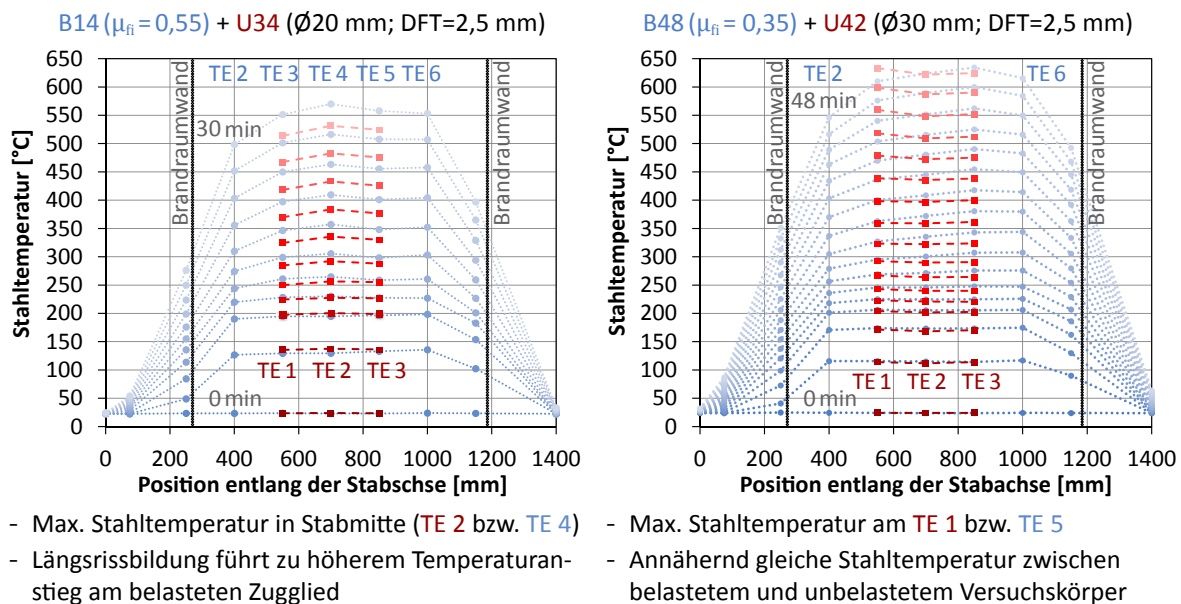 B14 (μfi = 0,55) + U34 (Ø20 mm; DFT=2,5 mm)
650
600
550
500
450
400
350
300
250
200
150
100
50
0
Stahltemperatur [°C]
Brandraumwand
TE 2 TE 3 TE 4 TE 5 TE 6
Brandraumwand
30 min
TE 1 TE 2 TE 3
0 min
0 200 400 600 800 1000 1200 1400
Position entlang der Stabschse [mm]
- Max. Stahltemperatur in Stabmitte (TE 2 bzw. TE 4)
- Längsrissbildung führt zu höherem Temperaturan-
stieg am belasteten Zugglied
B48 (μfi = 0,35) + U42 (Ø30 mm; DFT=2,5 mm)
650
600
550
500
450
400
350
300
250
200
150
100
50
0
Stahltemperatur [°C]
Brandraumwand
TE 2 TE 6
Brandraumwand
48 min
TE 1 TE 2 TE 3
0 min
0 200 400 600 800 1000 1200 1400
Position entlang der Stabachse [mm]
- Max. Stahltemperatur am TE 1 bzw. TE 5
- Annähernd gleiche Stahltemperatur zwischen
belastetem und unbelastetem Versuchskörper